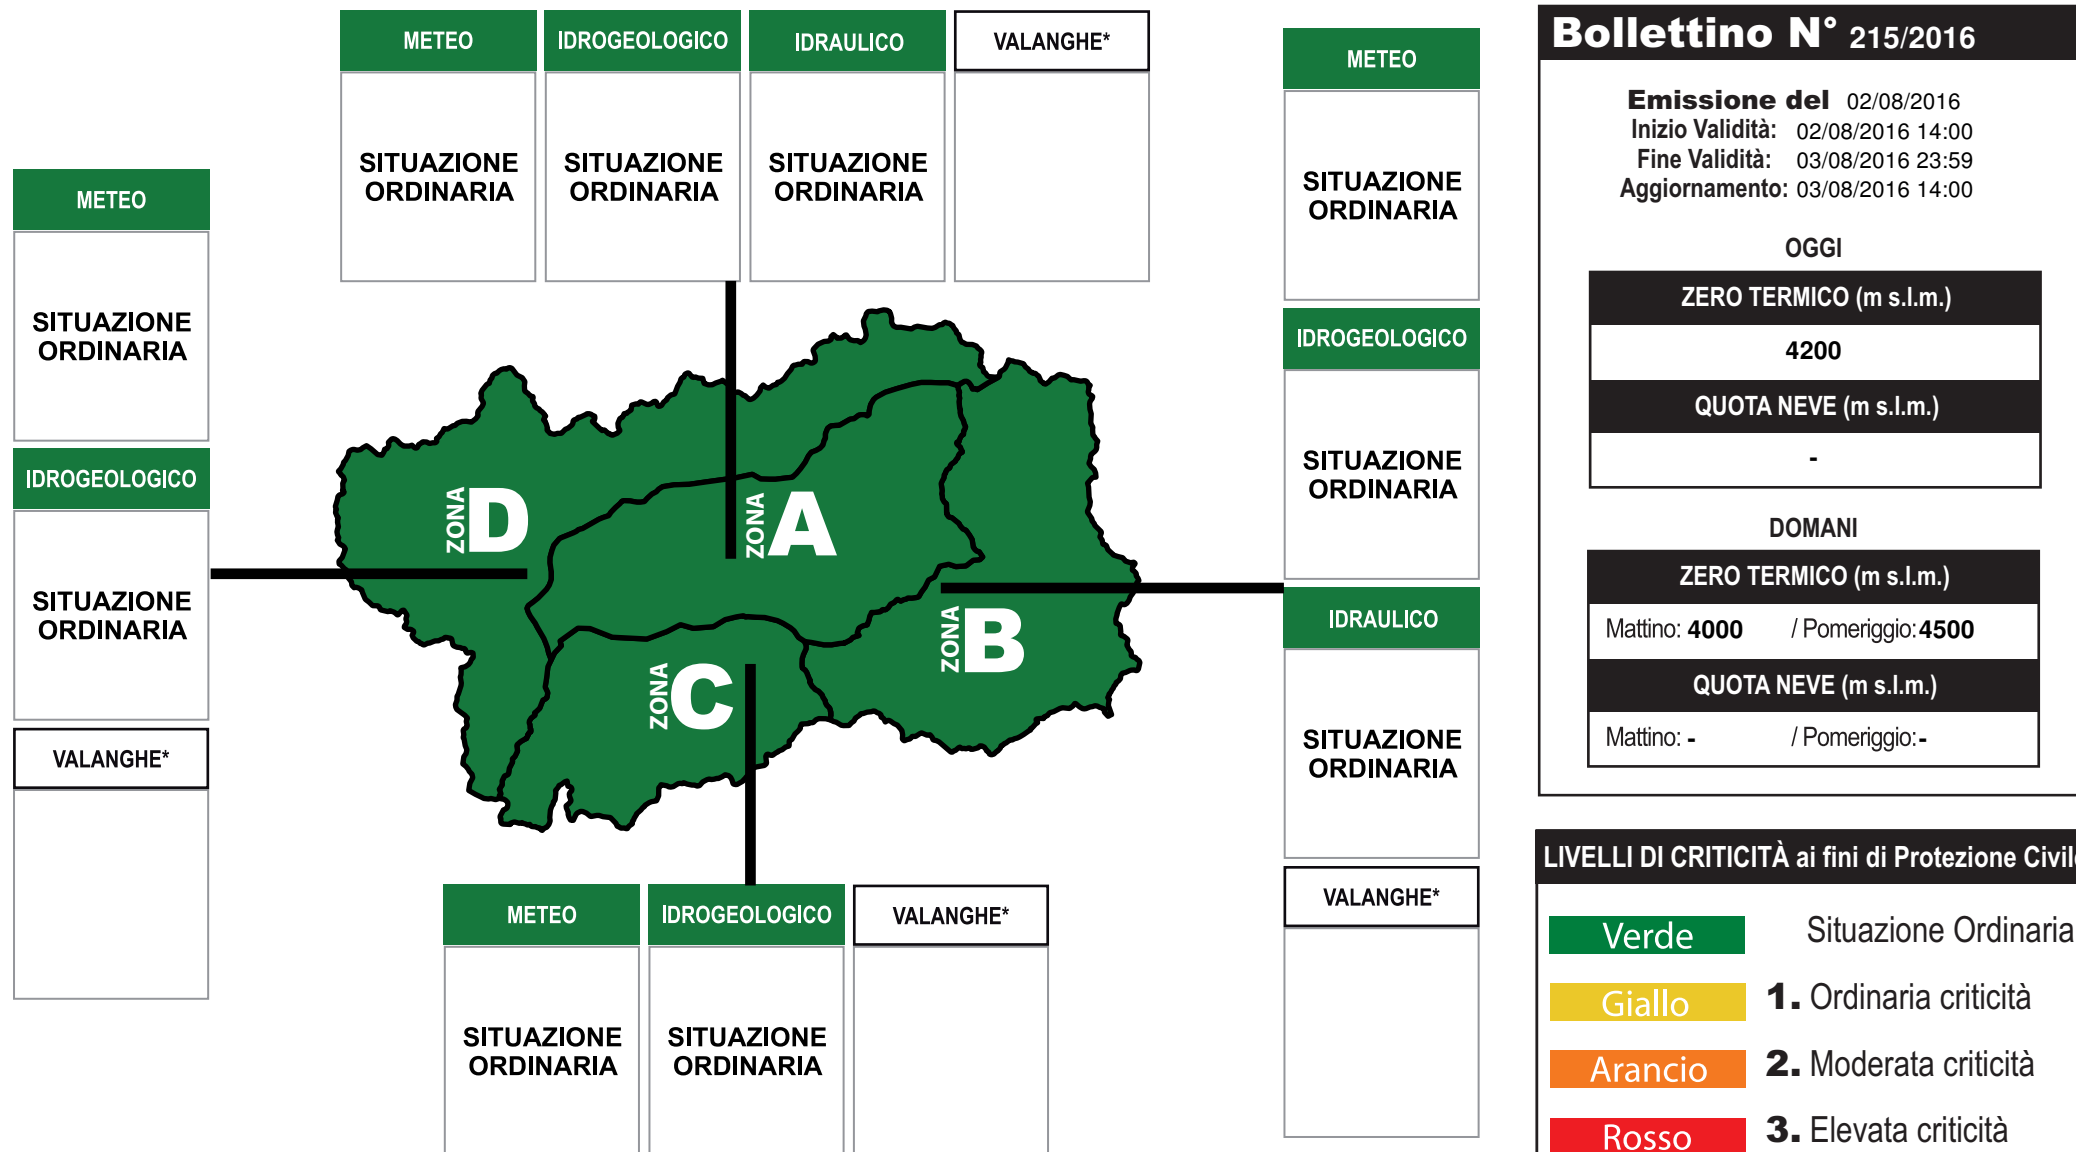 METEO
IDROGEOLOGICO
IDRAULICO
VALANGHE*
SITUAZIONE
ORDINARIA
SITUAZIONE
ORDINARIA
SITUAZIONE
ORDINARIA
METEO
SITUAZIONE
ORDINARIA
IDROGEOLOGICO
SITUAZIONE
ORDINARIA
VALANGHE*
ZONA D
ZONA A
ZONA B
ZONA C
METEO
SITUAZIONE
ORDINARIA
IDROGEOLOGICO
SITUAZIONE
ORDINARIA
IDRAULICO
SITUAZIONE
ORDINARIA
VALANGHE*
METEO
IDROGEOLOGICO
VALANGHE*
SITUAZIONE
ORDINARIA
SITUAZIONE
ORDINARIA
Bollettino N° 215/2016
Emissione del 02/08/2016
Inizio Validità: 02/08/2016 14:00
Fine Validità: 03/08/2016 23:59
Aggiornamento: 03/08/2016 14:00
OGGI
ZERO TERMICO (m s.l.m.)
4200
QUOTA NEVE (m s.l.m.)
-
DOMANI
ZERO TERMICO (m s.l.m.)
Mattino: 4000 / Pomeriggio: 4500
QUOTA NEVE (m s.l.m.)
Mattino: - / Pomeriggio: -
LIVELLI DI CRITICITÀ ai fini di Protezione Civile
Verde Situazione Ordinaria
Giallo 1. Ordinaria criticità
Arancio 2. Moderata criticità
Rosso 3. Elevata criticità